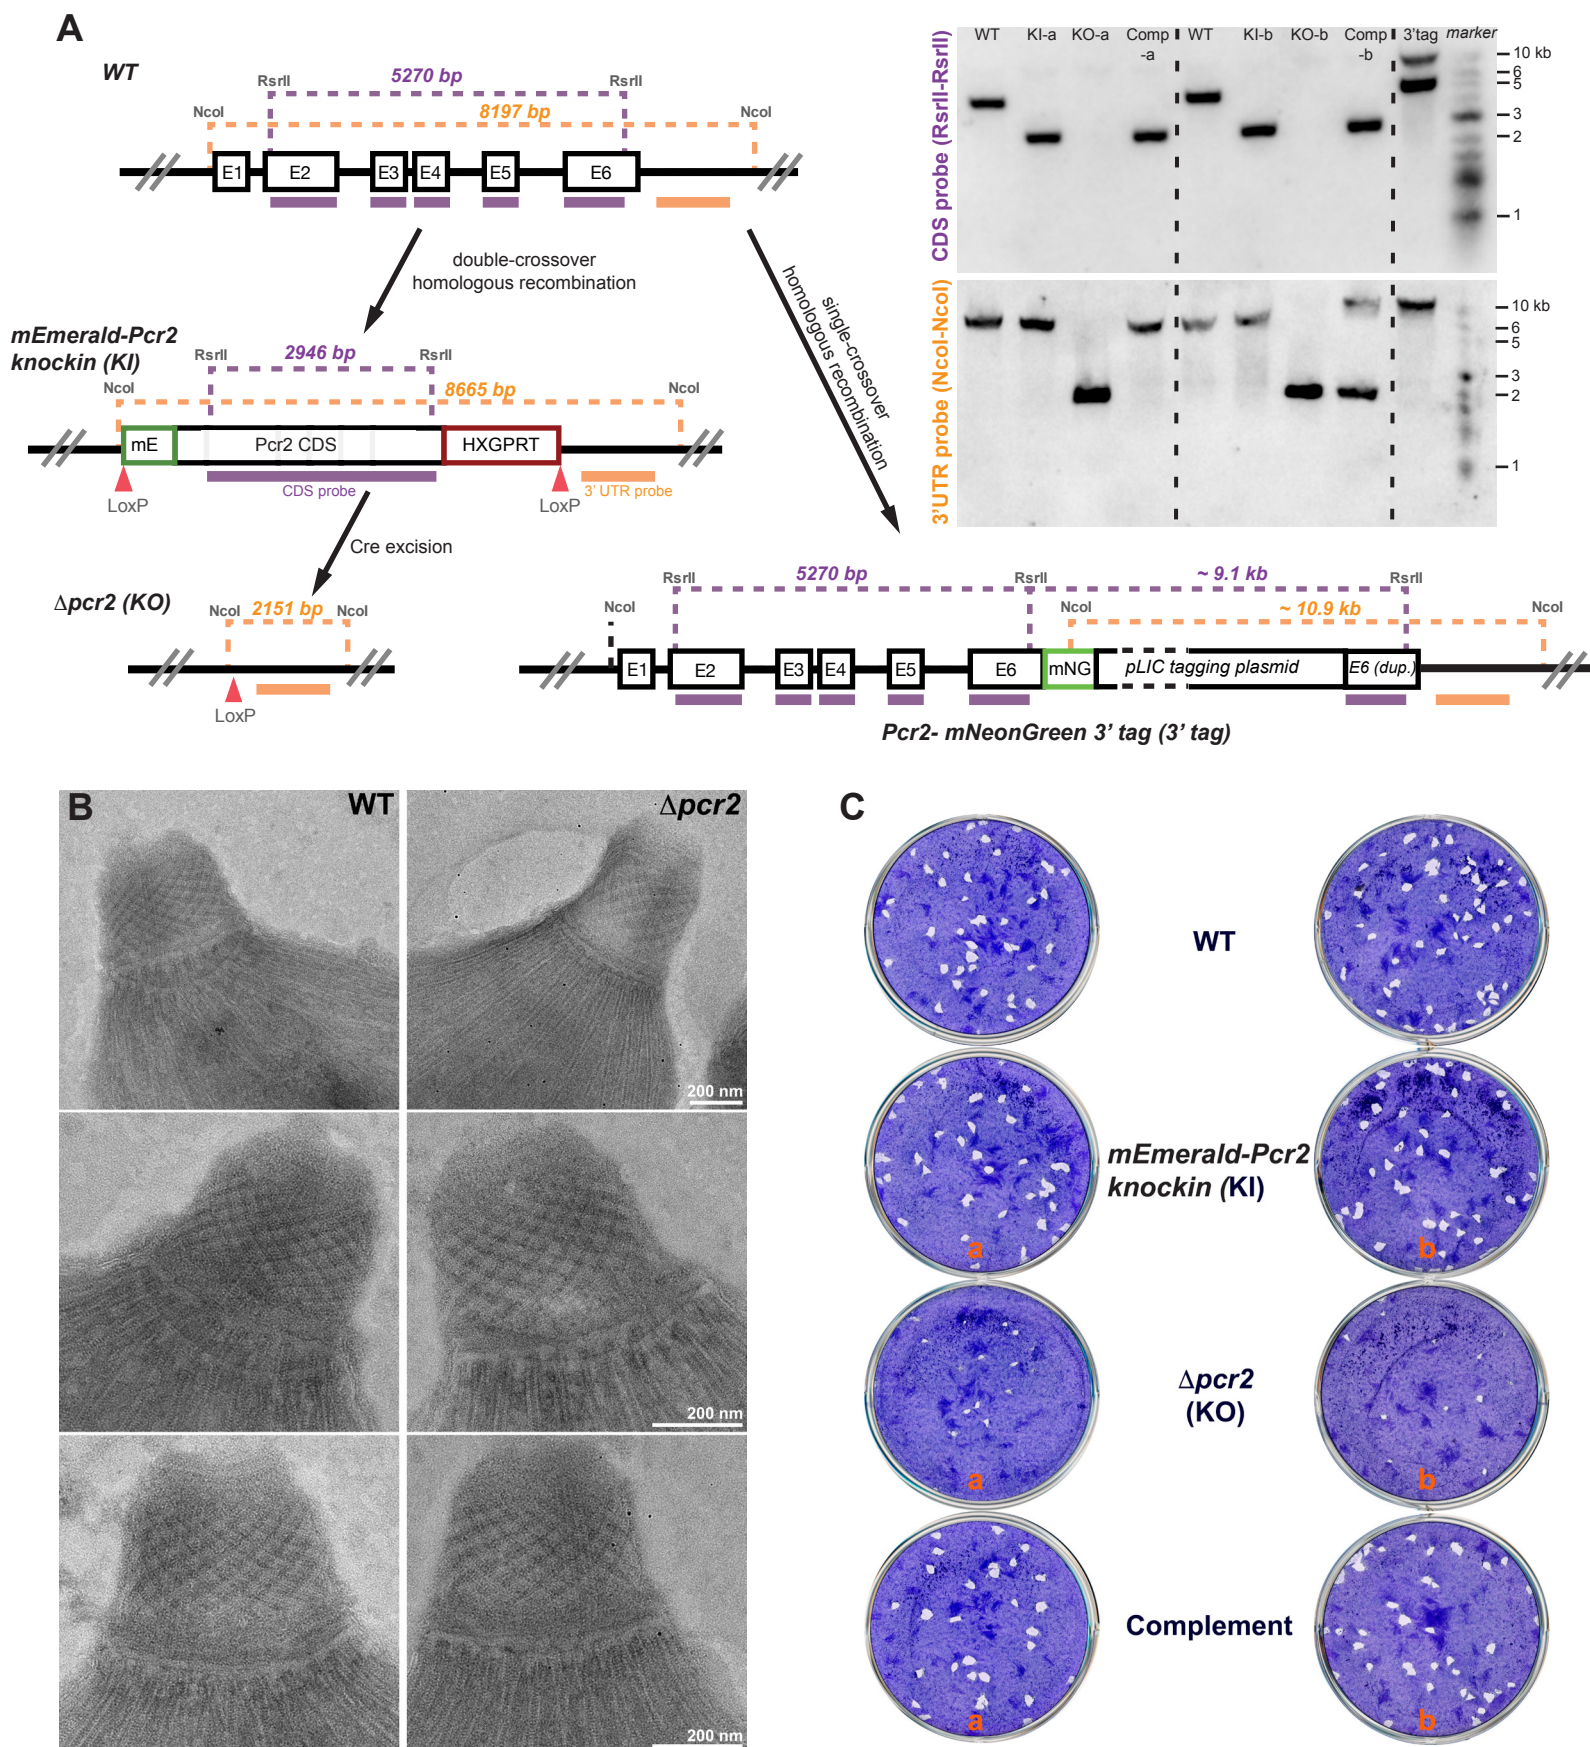 A
WT
RsrII
5270 bp
RsrII
NcoI
8197 bp
NcoI
E1
E2
E3
E4
E5
E6
double-crossover
homologous recombination
single-crossover
homologous recombination
mEmerald-Pcr2
knockin (KI)
RsrII
2946 bp
RsrII
NcoI
8665 bp
NcoI
mE
Pcr2 CDS
HXGPRT
CDS probe
3' UTR probe
LoxP
LoxP
Cre excision
Δpcr2 (KO)
NcoI
2151 bp
NcoI
LoxP
CDS probe (RsrII-RsrII)
WT
KI-a
KO-a
Comp
-a
WT
KI-b
KO-b
Comp
-b
3'tag
marker
10 kb
6
5
3
2
1
3'UTR probe (NcoI-NcoI)
10 kb
6
5
3
2
1
RsrII
5270 bp
RsrII
~ 9.1 kb
RsrII
NcoI
NcoI
~ 10.9 kb
NcoI
E1
E2
E3
E4
E5
E6
mNG
pLIC tagging plasmid
E6 (dup.)
Pcr2- mNeonGreen 3' tag (3' tag)
B
WT
Δpcr2
200 nm
200 nm
200 nm
C
WT
mEmerald-Pcr2
knockin (KI)
a
b
Δpcr2
(KO)
a
b
Complement
a
b